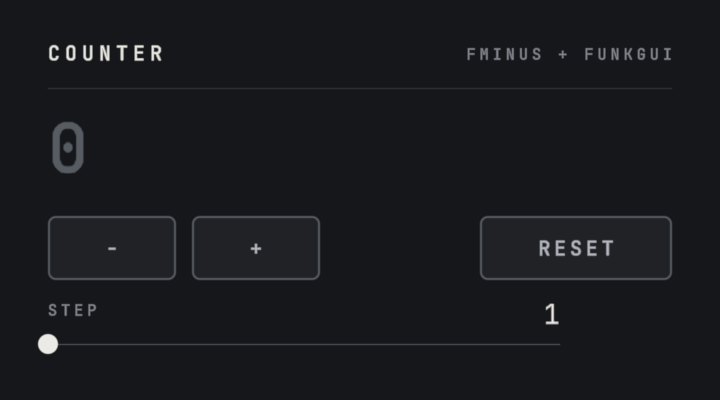 COUNTER
FMINUS + FUNKGUI
0
- +
RESET
STEP
1